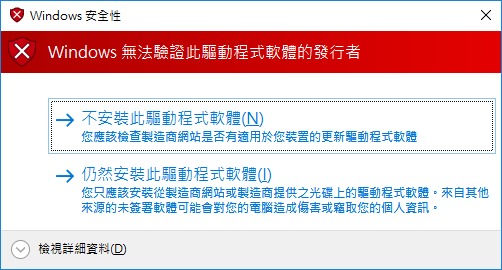 Windows 安全性
Windows 無法驗證此驅動程式軟體的發行者
不安裝此驅動程式軟體(N)
您應該檢查製造商網站是否有適用於您裝置的更新驅動程式軟體
仍然安裝此驅動程式軟體(I)
您只應該安裝從製造商網站或製造商提供之光碟上的驅動程式軟體。來自其他
來源的未簽署軟體可能會對您的電腦造成傷害或竊取您的個人資訊。
檢視詳細資料(D)